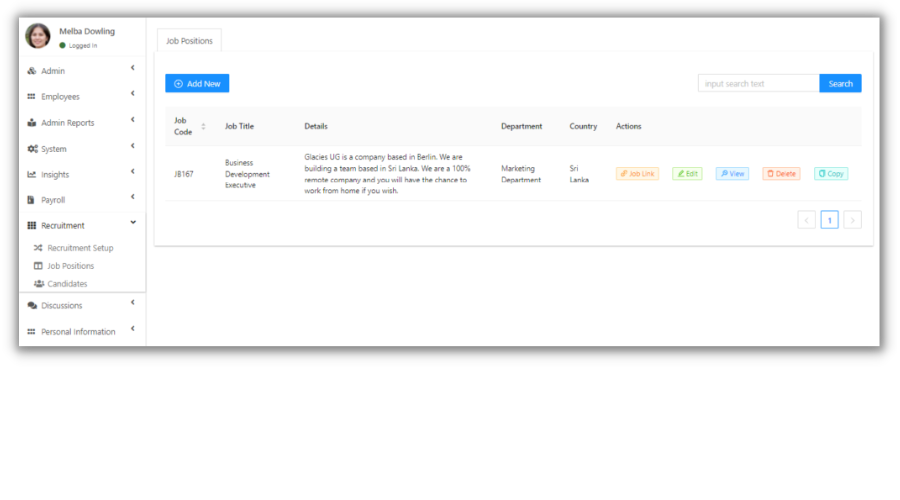 Melba Dowling
Logged In
Admin
Employees
Admin Reports
System
Insights
Payroll
Recruitment
Recruitment Setup
Job Positions
Candidates
Discussions
Personal Information
Job Positions
Add New
input search text
Search
Job Code
Job Title
Details
Department
Country
Actions
JB167
Business
Development
Executive
Glacies UG is a company based in Berlin. We are
building a team based in Sri Lanka. We are a 100%
remote company and you will have the chance to
work from home if you wish.
Marketing
Department
Sri
Lanka
Job Link
Edit
View
Delete
Copy
1